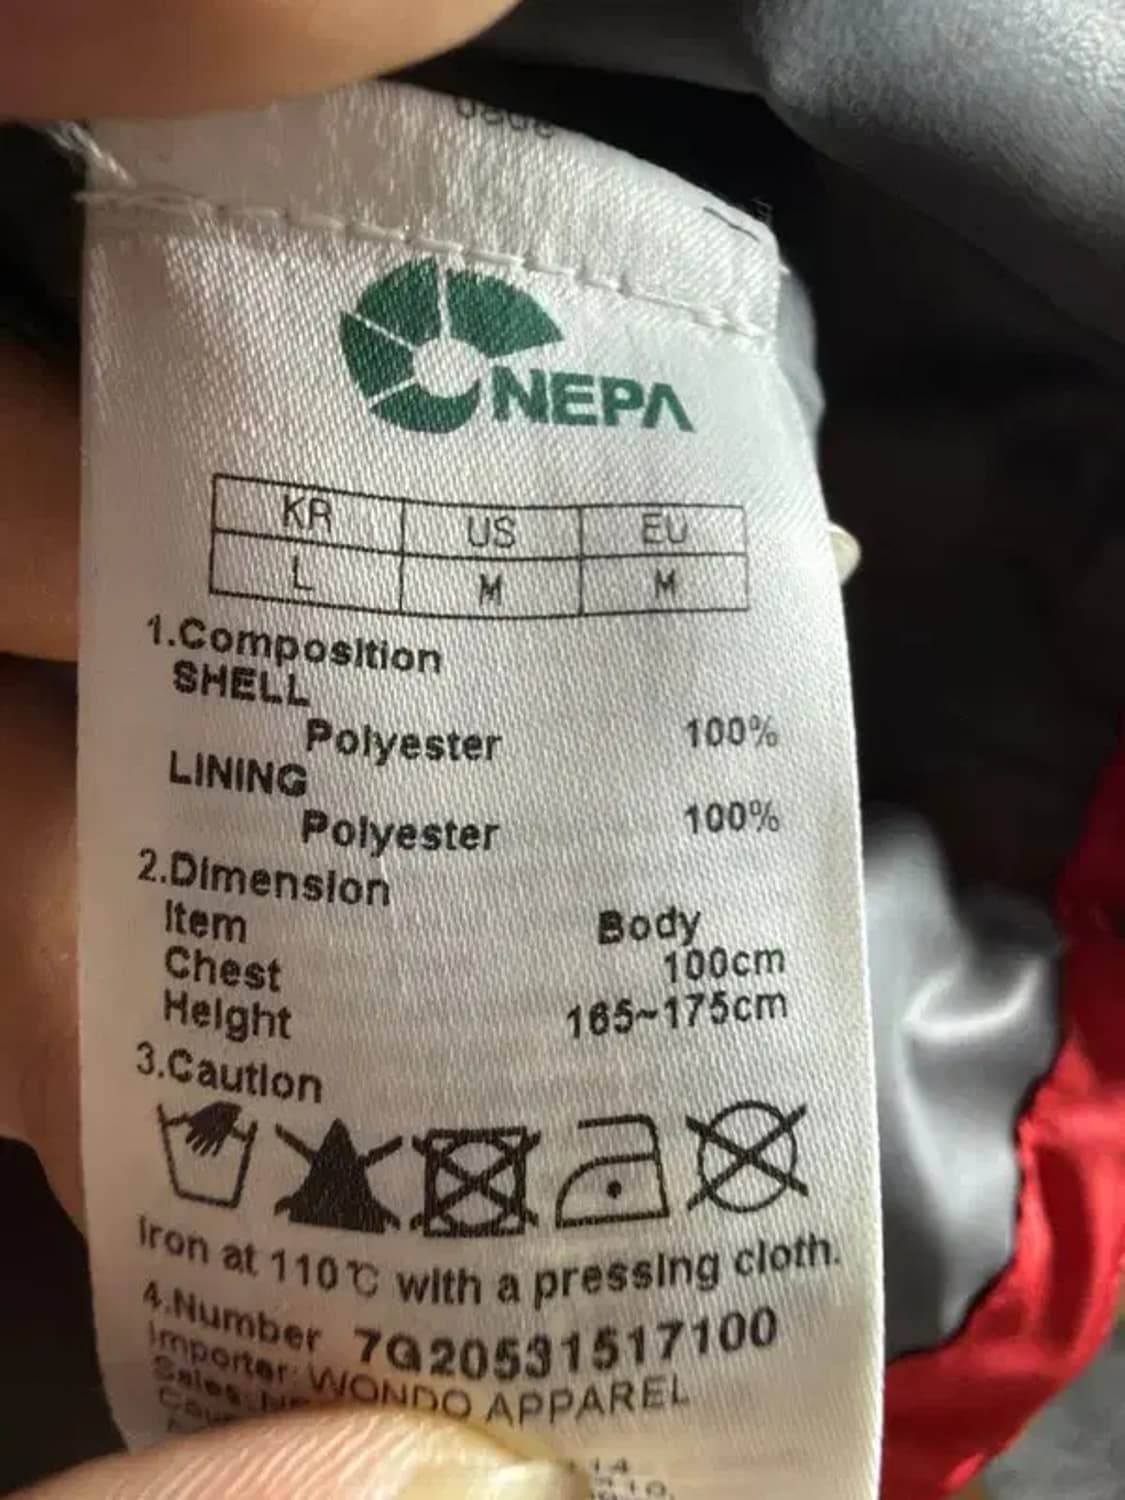 NEPA
KR US EU
L M M
1.Composition
SHELL
Polyester 100%
LINING
Polyester 100%
2.Dimension
Item Body
Chest 100cm
Height 165~175cm
3.Caution
Iron at 110℃ with a pressing cloth.
4.Number 7G20531517100
Importer: WONDO APPAREL
Sales: